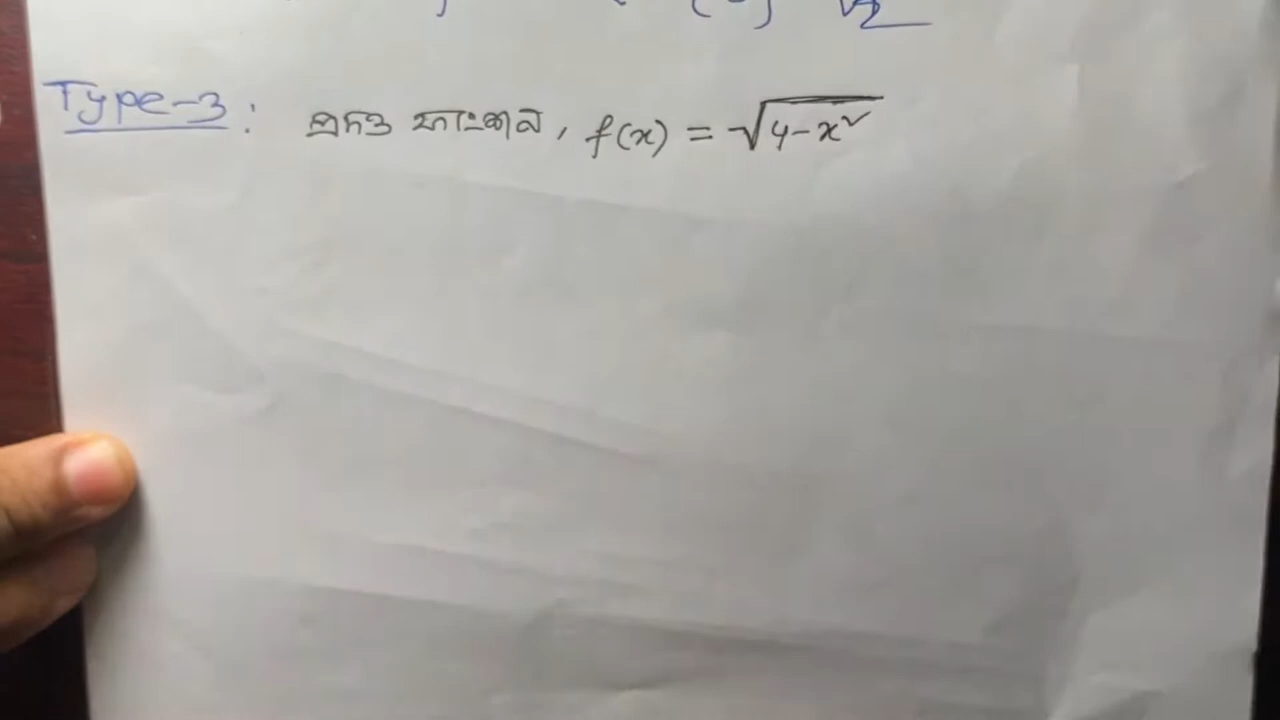 Type-3: প্রদত্ত ফাংশন, f(x) = √4-x²